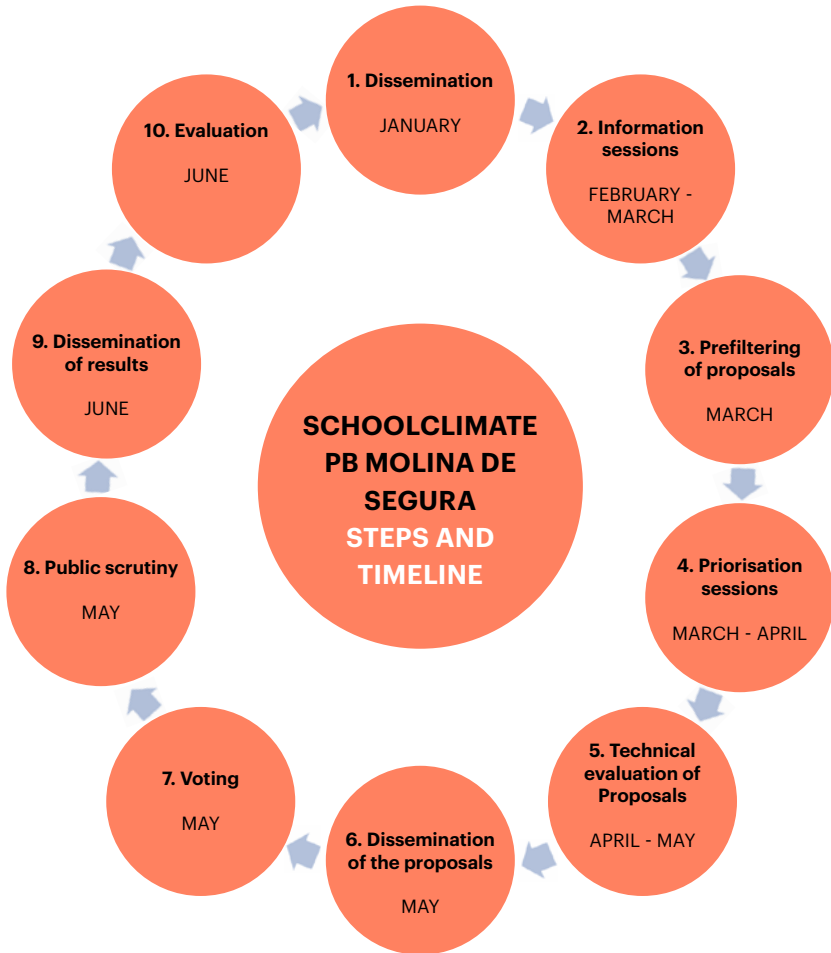 1. Dissemination
JANUARY
2. Information
sessions
FEBRUARY -
MARCH
3. Prefiltering
of proposals
MARCH
4. Priorisation
sessions
MARCH - APRIL
5. Technical
evaluation of
Proposals
APRIL - MAY
6. Dissemination
of the proposals
MAY
7. Voting
MAY
8. Public scrutiny
MAY
9. Dissemination
of results
JUNE
10. Evaluation
JUNE
SCHOOLCLIMATE
PB MOLINA DE
SEGURA
STEPS AND
TIMELINE